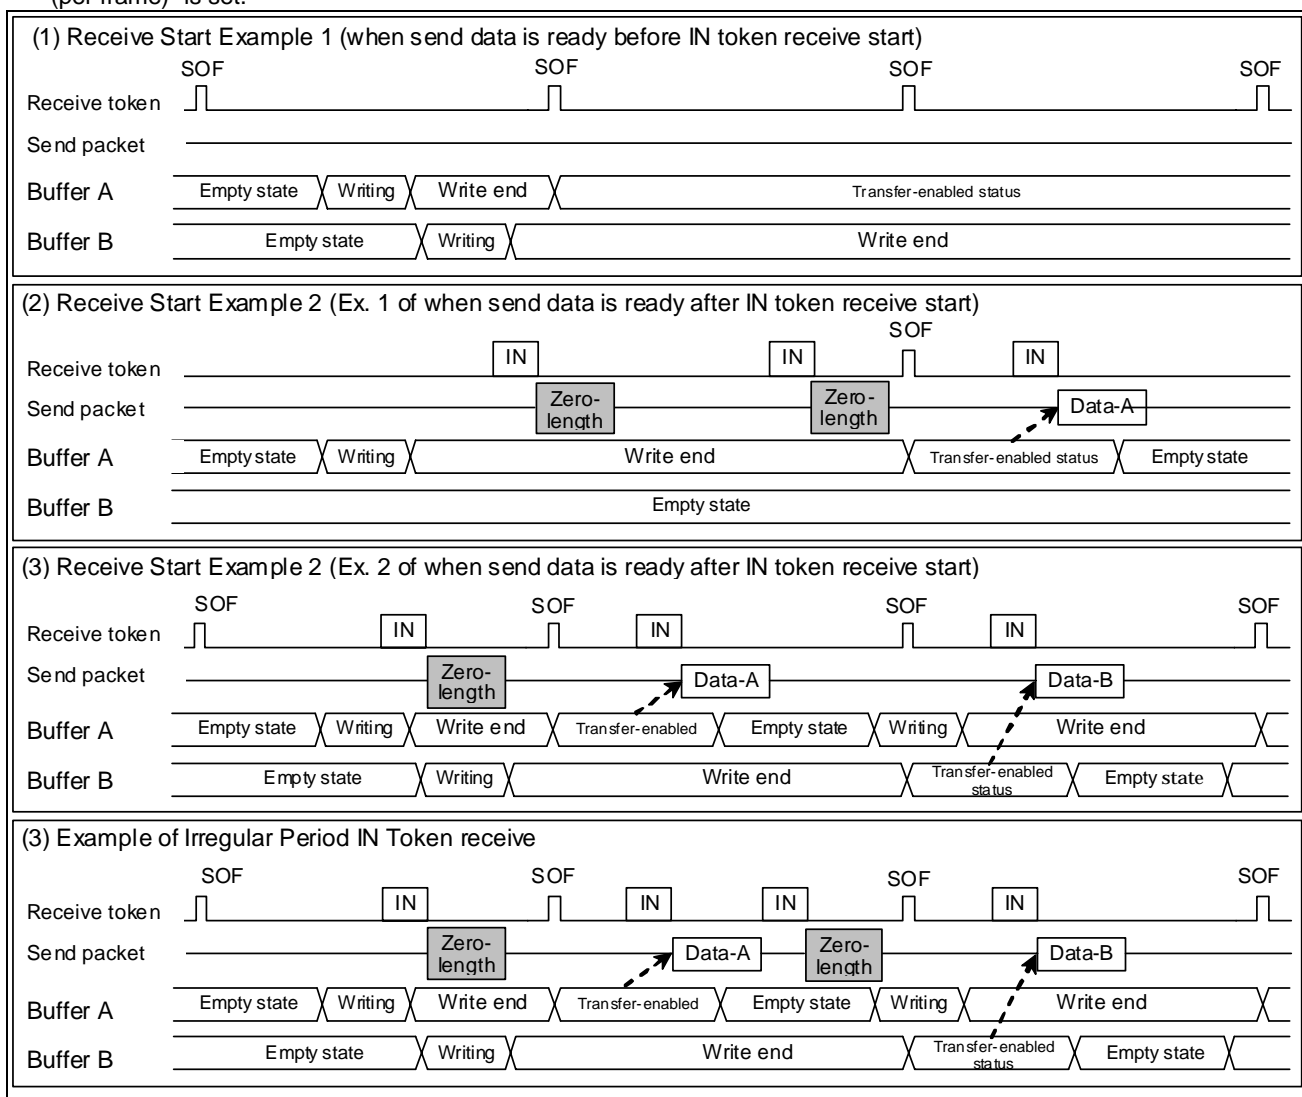 (per frame)" is set.
(1) Receive Start Example 1 (when send data is ready before IN token receive start)
SOF SOF SOF SOF
Receive token
Send packet
Buffer A Empty state Writing Write end Transfer-enabled status
Buffer B Empty state Writing Write end
(2) Receive Start Example 2 (Ex. 1 of when send data is ready after IN token receive start)
SOF
Receive token IN IN IN
Send packet Zero-length Zero-length Data-A
Buffer A Empty state Writing Write end Transfer-enabled status Empty state
Buffer B Empty state
(3) Receive Start Example 2 (Ex. 2 of when send data is ready after IN token receive start)
SOF SOF SOF SOF
Receive token IN IN IN
Send packet Zero-length Data-A Data-B
Buffer A Empty state Writing Write end Transfer-enabled Empty state Writing Write end
Buffer B Empty state Writing Write end Transfer-enabled status Empty state
(3) Example of Irregular Period IN Token receive
SOF SOF SOF SOF
Receive token IN IN IN IN
Send packet Zero-length Data-A Zero-length Data-B
Buffer A Empty state Writing Write end Transfer-enabled Empty state Writing Write end
Buffer B Empty state Writing Write end Transfer-enabled status Empty state